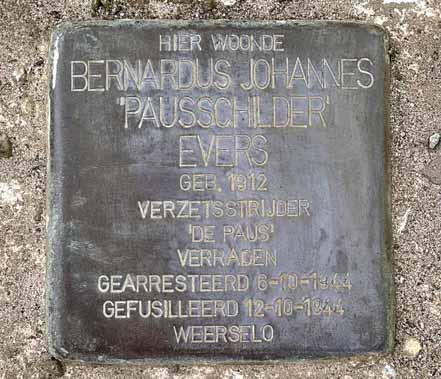 HIER WOONDE
BERNARDUS JOHANNES
'PAUSSCHILDER'
EVERS
GEB. 1912
VERZETSSTRIJDER
'DE PAUS'
VERRADEN
GEARRESTEERD 6-10-1944
GEFUSILLEERD 12-10-1944
WEERSELO